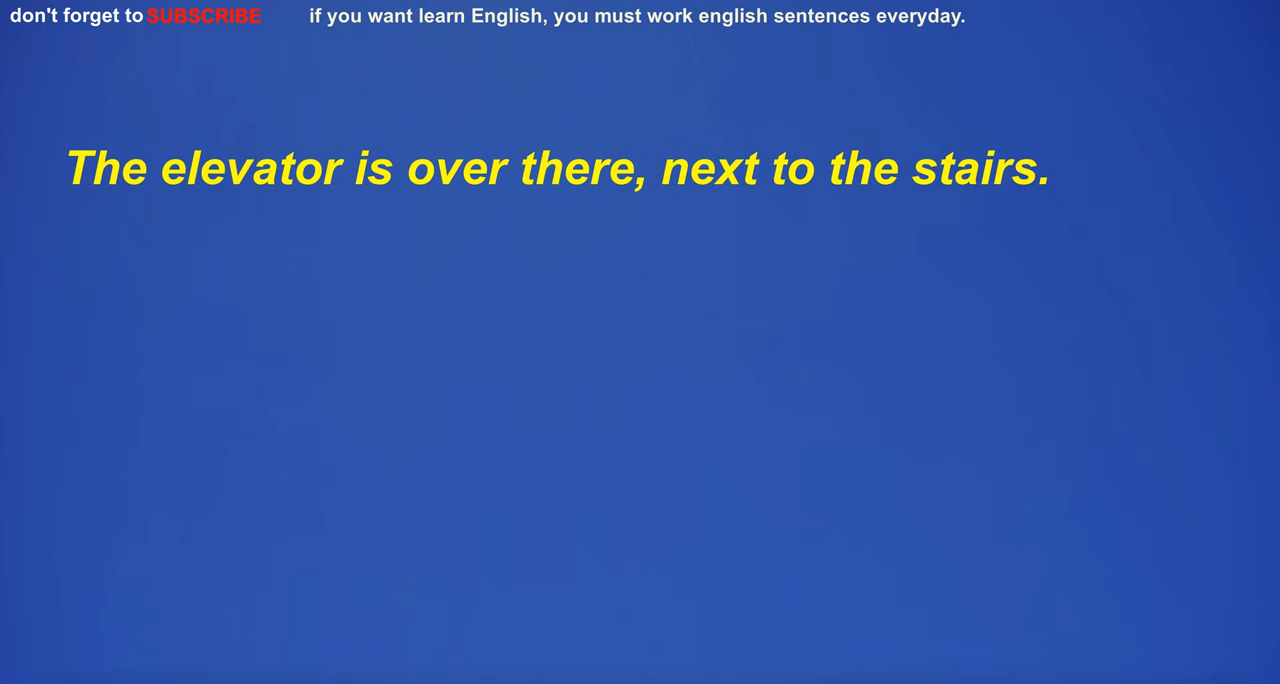 don't forget to SUBSCRIBE if you want learn English, you must work english sentences everyday.
The elevator is over there, next to the stairs.